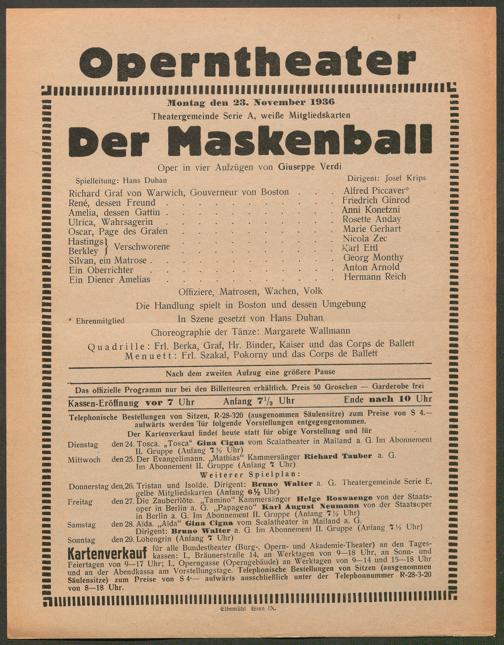 Operntheater
Montag den 23. November 1936
Theatergemeinde Serie A, weiße Mitgliedskarten
Der Maskenball
Oper in vier Aufzügen von Giuseppe Verdi
Spielleitung: Hans Duhan Dirigent: Josef Krips
Richard Graf von Warwich, Gouverneur von Boston Alfred Piccaver*
René, dessen Freund Friedrich Ginrod
Amelia, dessen Gattin Anni Konetzni
Ulrica, Wahrsagerin Rosette Anday
Oscar, Page des Grafen Marie Gerhart
Hastings } Verschworene Nicola Zec
Berkley } Karl Ettl
Silvan, ein Matrose Georg Monthy
Ein Oberrichter Anton Arnold
Ein Diener Amelias Hermann Reich
Offiziere, Matrosen, Wachen, Volk
Die Handlung spielt in Boston und dessen Umgebung
* Ehrenmitglied In Szene gesetzt von Hans Duhan
Choreographie der Tänze: Margarete Wallmann
Quadrille: Frl. Berka, Graf, Hr. Binder, Kaiser und das Corps de Ballett
Menuett: Frl. Szakal, Pokorny und das Corps de Ballett
Nach dem zweiten Aufzug eine größere Pause
Das offizielle Programm nur bei den Billetteuren erhältlich. Preis 50 Groschen — Garderobe frei
Kassen-Eröffnung vor 7 Uhr Anfang 7½ Uhr Ende nach 10 Uhr
Telephonische Bestellungen von Sitzen, R-28-320 (ausgenommen Säulensitze) zum Preise von S 4.—
aufwärts werden für folgende Vorstellungen entgegengenommen.
Der Kartenverkauf findet heute statt für obige Vorstellung und für
Dienstag den 24. Tosca. „Tosca" Gina Cigna vom Scalatheater in Mailand a. G. Im Abonnement
II. Gruppe (Anfang 7½ Uhr)
Mittwoch den 25. Der Evangelimann. „Mathias" Kammersänger Richard Tauber a. G.
Im Abonnement II. Gruppe (Anfang 7 Uhr)
Weiterer Spielplan:
Donnerstag den 26. Tristan und Isolde. Dirigent: Bruno Walter a. G. Theatergemeinde Serie E,
gelbe Mitgliedskarten (Anfang 6½ Uhr)
Freitag den 27. Die Zauberflöte. „Tamino" Kammersänger Helge Roswaenge von der Staats-
oper in Berlin a. G. „Papageno" Karl August Neumann von der Staatsoper
in Berlin a. G. Im Abonnement II. Gruppe (Anfang 7½ Uhr)
Samstag den 28. Aida. „Aida" Gina Cigna vom Scalatheater in Mailand a. G.
Dirigent: Bruno Walter a. G. Im Abonnement II. Gruppe (Anfang 7½ Uhr)
Sonntag den 29. Lohengrin (Anfang 7 Uhr)
Kartenverkauf für alle Bundestheater (Burg-, Opern- und Akademie-Theater) an den Tages-
kassen: I., Bräunerstraße 14, an Werktagen von 9—18 Uhr, an Sonn- und
Feiertagen von 9—17 Uhr; I., Operngasse (Operngebäude) an Werktagen von 9—14 und 15—18 Uhr
und an der Abendkassa am Vorstellungstage. Telephonische Bestellungen von Sitzen (ausgenommen
Säulensitze) zum Preise von S 4·— aufwärts ausschließlich unter der Telephonnummer R-28-3-20
von 8—18 Uhr.
Elbemühl Wien IX.